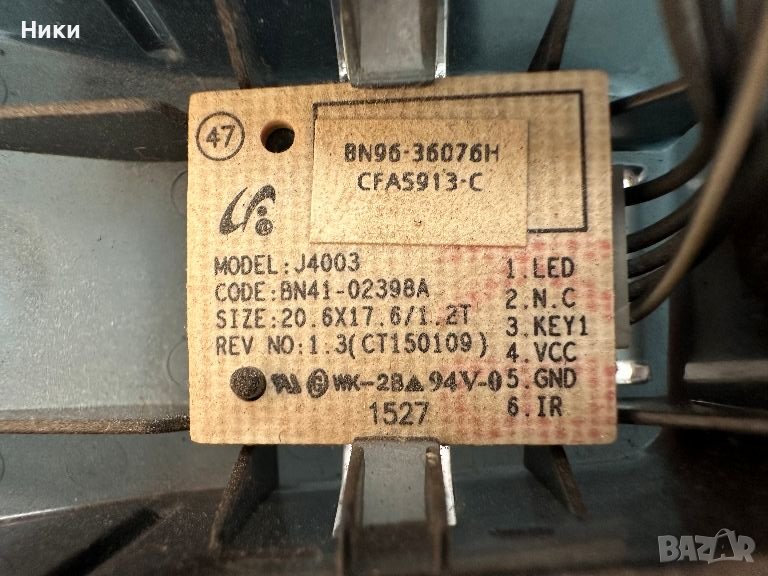 Ники
47
BN96-36076H
CFA5913-C
MODEL:J4003
CODE:BN41-02398A
SIZE:20.6X17.6/1.2T
REV NO:1.3(CT150109)
WK-2B▲94V-0
1527
1.LED
2.N.C
3.KEY1
4.VCC
5.GND
6.IR
BAZAR